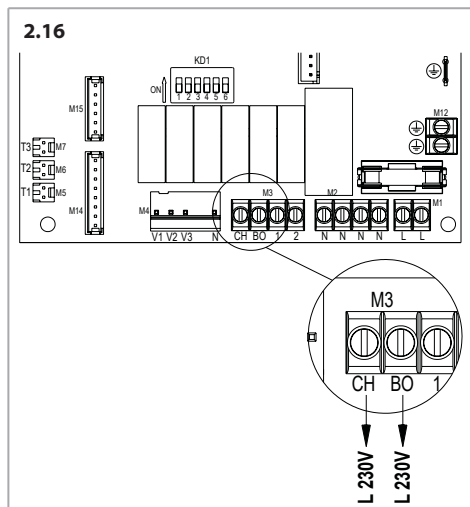 2.16
KD1
ON
1 2 3 4 5 6
M15
M12
T3 M7
T2 M6
T1 M5
M14
M4
M3
M2
M1
V1 V2 V3 N
CH BO 1 2
N N N N
L L
M3
CH BO 1
L 230V
L 230V